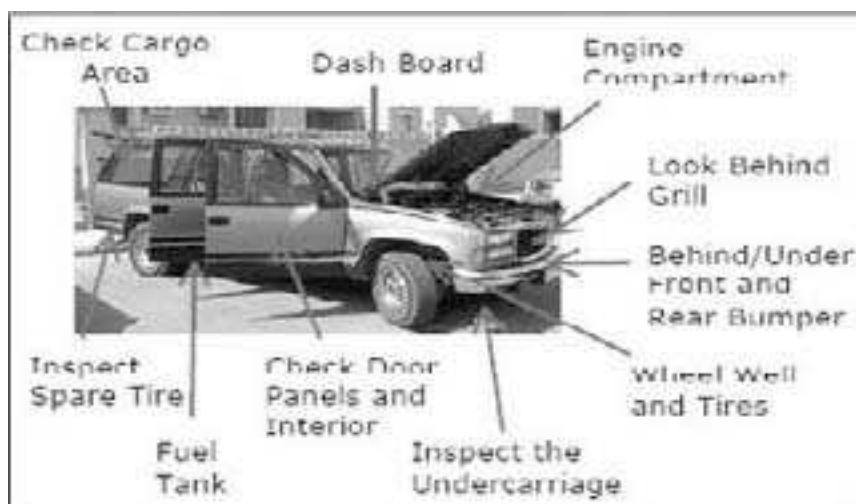 Check Cargo
Area
Dash Board
Engine
Compartment
Look Behind
Grill
Behind/Under
Front and
Rear Bumper
Wheel Well
and Tires
Inspect the
Undercarriage
Check Door
Panels and
Interior
Fuel
Tank
Inspect
Spare Tire